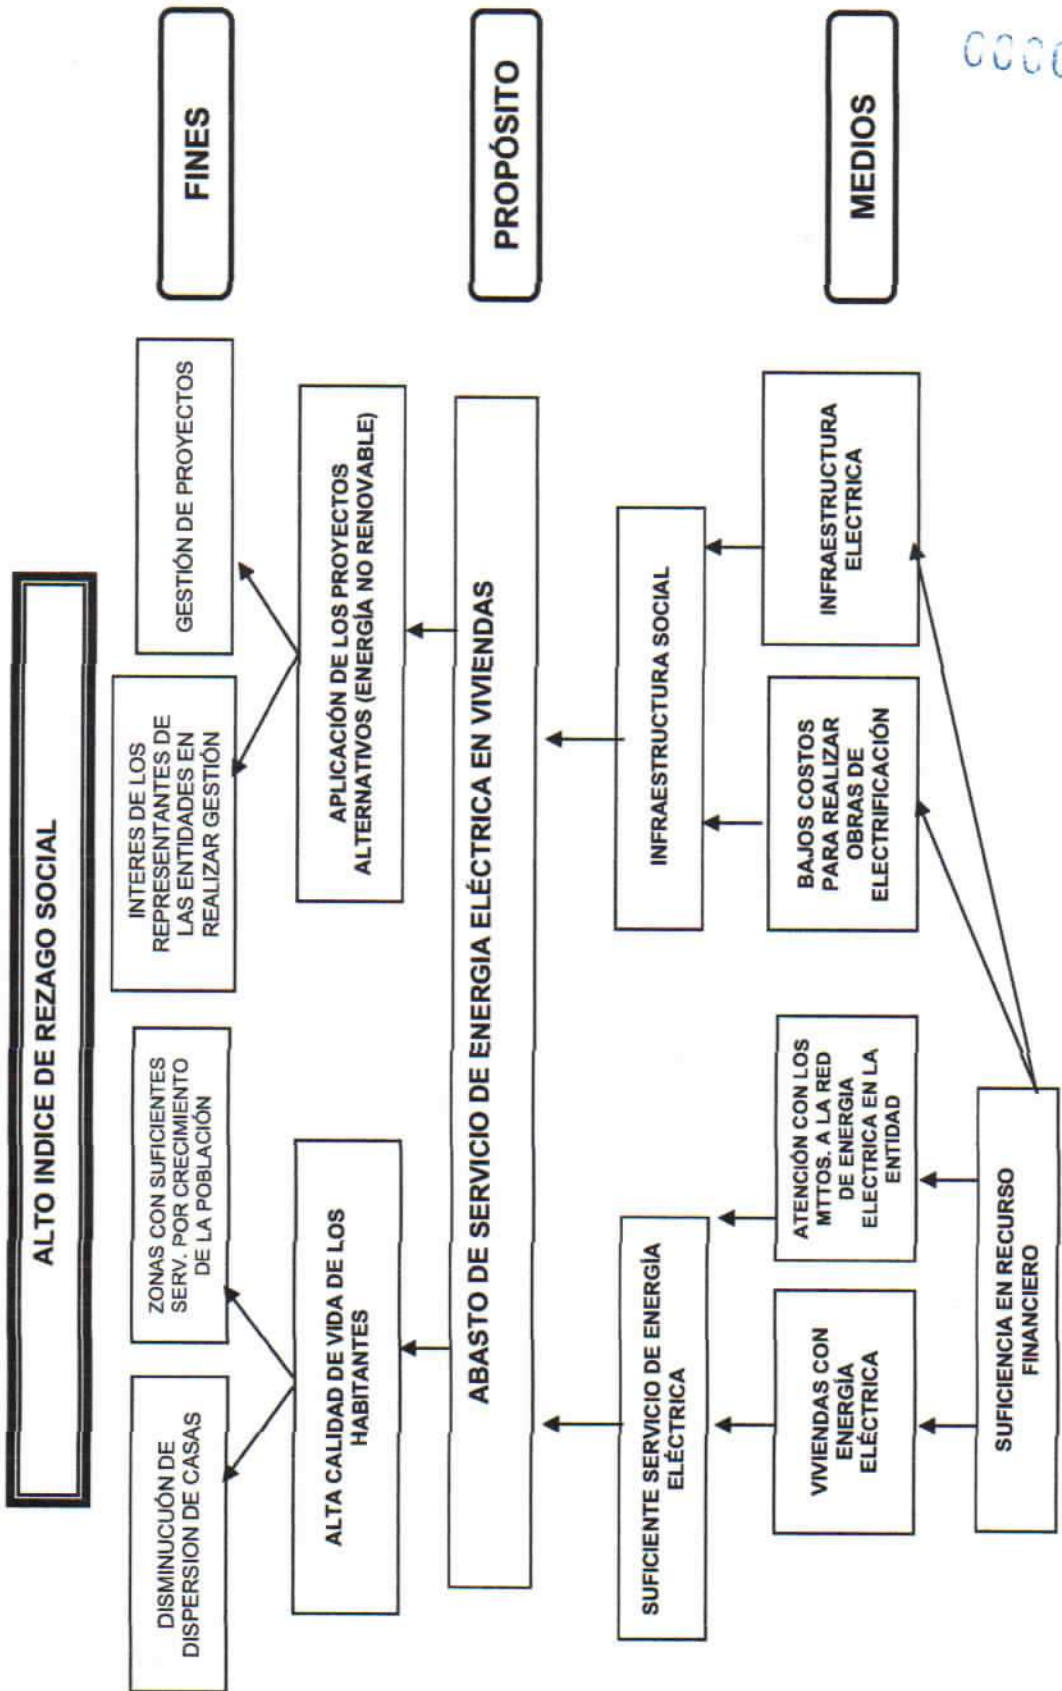 ALTO INDICE DE REZAGO SOCIAL
DISMINUCUÓN DE
DISPERSION DE CASAS
ZONAS CON SUFICIENTES
SERV. POR CRECIMIENTO
DE LA POBLACIÓN
INTERES DE LOS
REPRESENTANTES DE
LAS ENTIDADES EN
REALIZAR GESTIÓN
GESTIÓN DE PROYECTOS
FINES
ALTA CALIDAD DE VIDA DE LOS
HABITANTES
APLICACIÓN DE LOS PROYECTOS
ALTERNATIVOS (ENERGÍA NO RENOVABLE)
ABASTO DE SERVICIO DE ENERGIA ELÉCTRICA EN VIVIENDAS
PROPÓSITO
SUFICIENTE SERVICIO DE ENERGÍA
ELÉCTRICA
INFRAESTRUCTURA SOCIAL
VIVIENDAS CON
ENERGÍA
ELÉCTRICA
ATENCIÓN CON LOS
MTTOS. A LA RED
DE ENERGIA
ELECTRICA EN LA
ENTIDAD
BAJOS COSTOS
PARA REALIZAR
OBRAS DE
ELECTRIFICACIÓN
INFRAESTRUCTURA
ELECTRICA
MEDIOS
SUFICIENCIA EN RECURSO
FINANCIERO